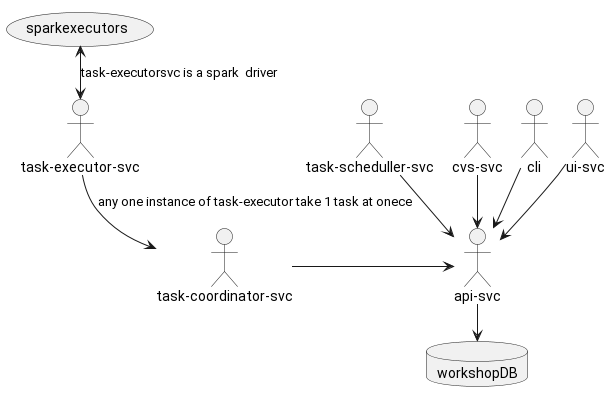 sparkexecutors
task-executorsvc is a spark  driver
task-executor-svc
task-scheduller-svc
cvs-svc
cli
ui-svc
any one instance of task-executor take 1 task at onece
task-coordinator-svc
api-svc
workshopDB